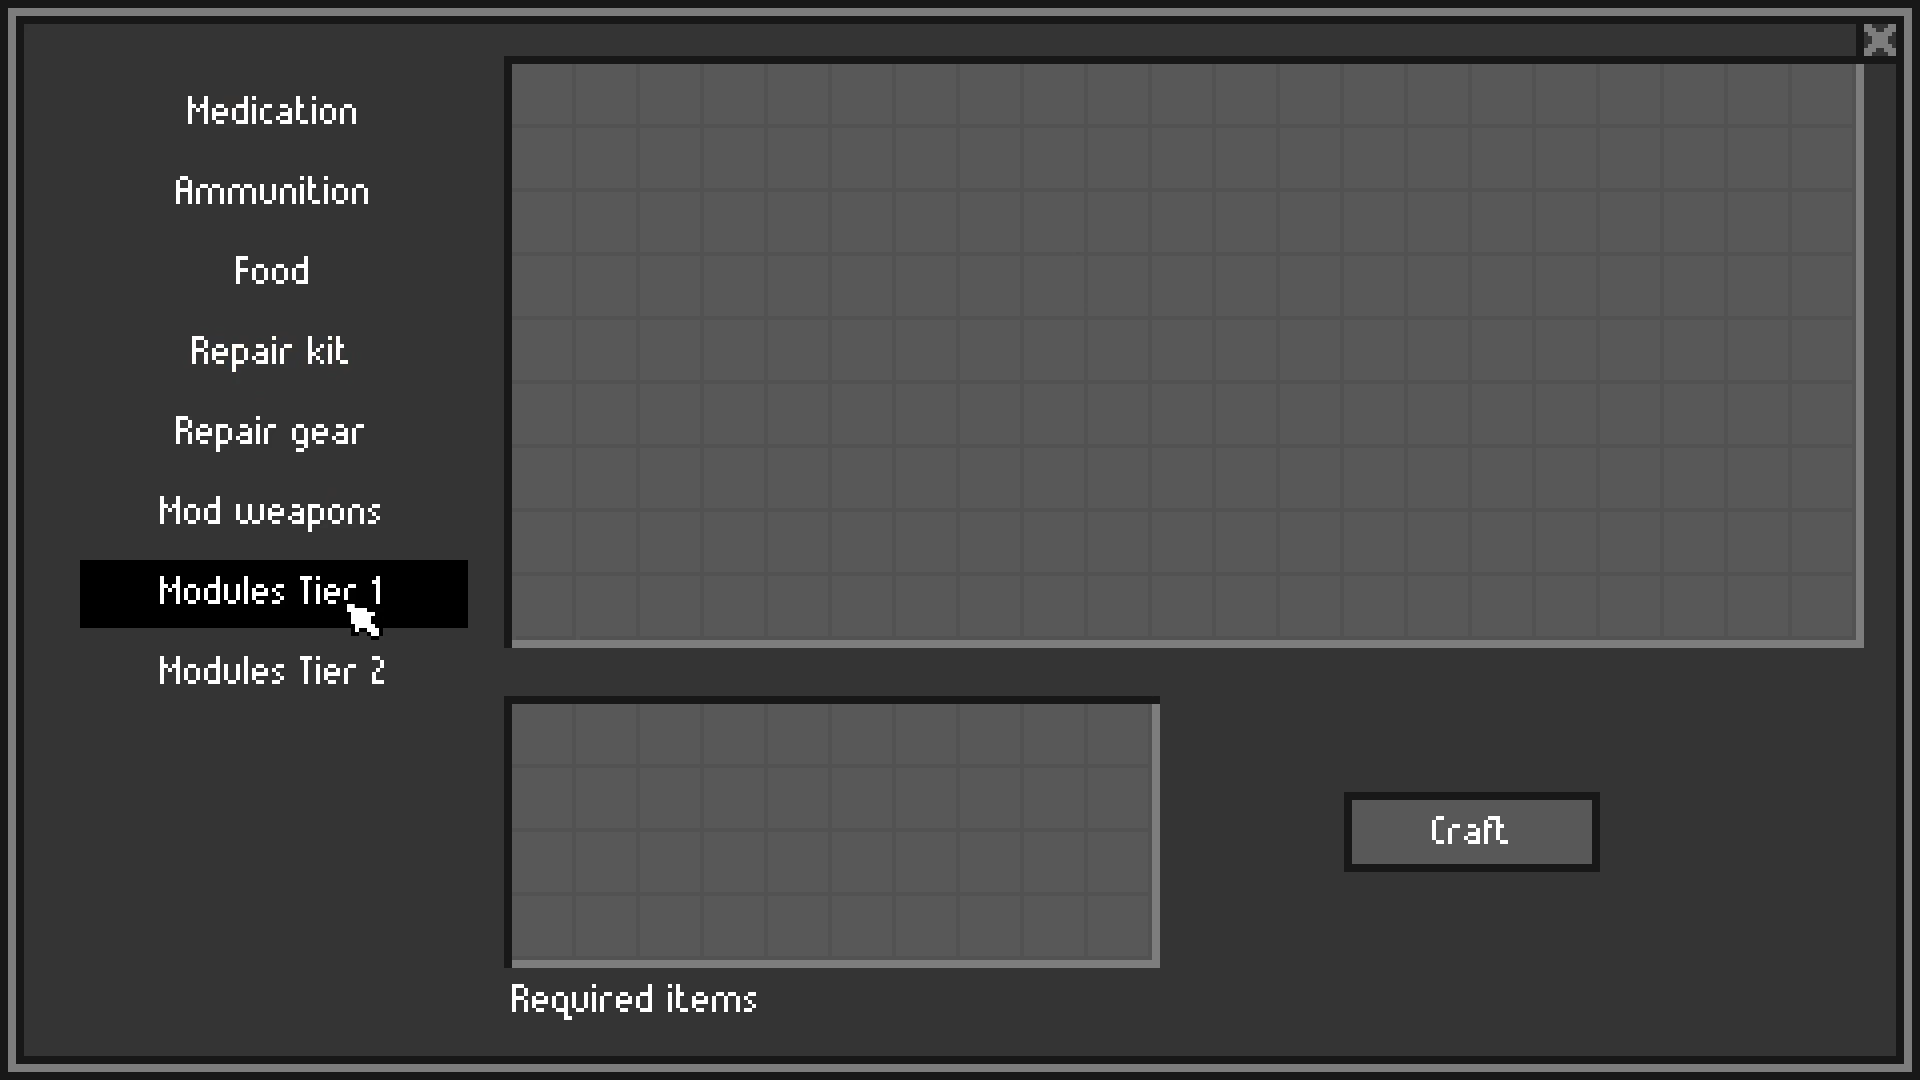 Medication
Ammunition
Food
Repair kit
Repair gear
Mod weapons
Modules Tier 1
Modules Tier 2
Craft
Required items